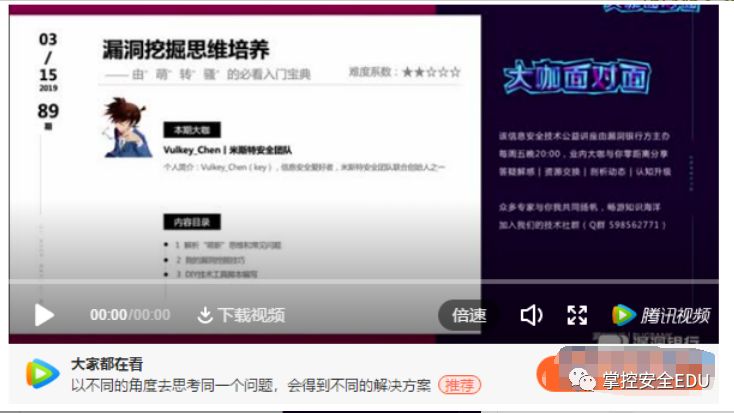 03
/
15
2019
89
期
漏洞挖掘思维培养
—— 由"萌"转"骚"的必看入门宝典
难度系数：★★☆☆☆
本期大咖
Vulkey_Chen | 米斯特安全团队
个人简介：Vulkey_Chen（key），信息安全爱好者，米斯特安全团队联合创始人之一
内容目录
1 解析"萌新"思维和常见问题
2 我的漏洞挖掘技巧
3 DIY技术工具脚本编写
大咖面对面
该信息安全技术公益讲座由漏洞银行方主办
每周五晚20:00，业内大咖与你零距离分享
答疑解惑 | 资源交换 | 剖析动态 | 认知升级
众多专家与你我共同扬帆，畅游知识海洋
加入我们的技术社群（Q群 598562771）
00:00/00:00
下载视频
倍速
腾讯视频
漏洞银行
大家都在看
以不同的角度去思考同一个问题，会得到不同的解决方案
推荐
掌控安全EDU